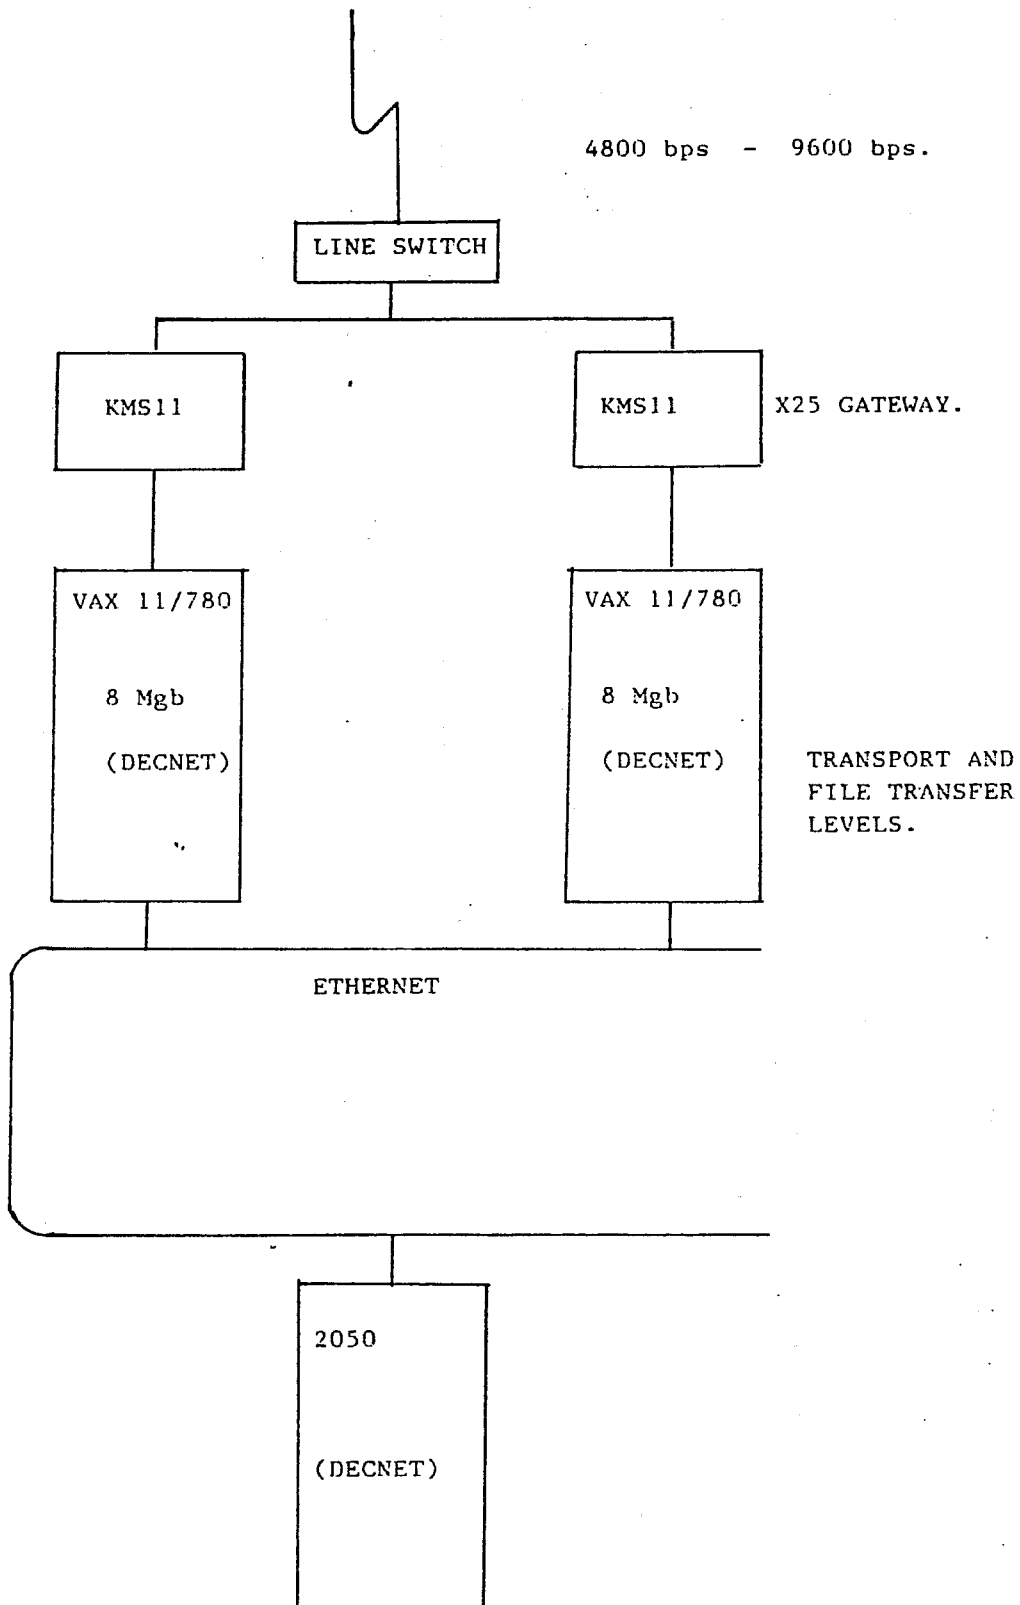 4800 bps - 9600 bps.
LINE SWITCH
KMS11
KMS11
X25 GATEWAY.
VAX 11/780
8 Mgb
(DECNET)
VAX 11/780
8 Mgb
(DECNET)
TRANSPORT AND
FILE TRANSFER
LEVELS.
ETHERNET
2050
(DECNET)